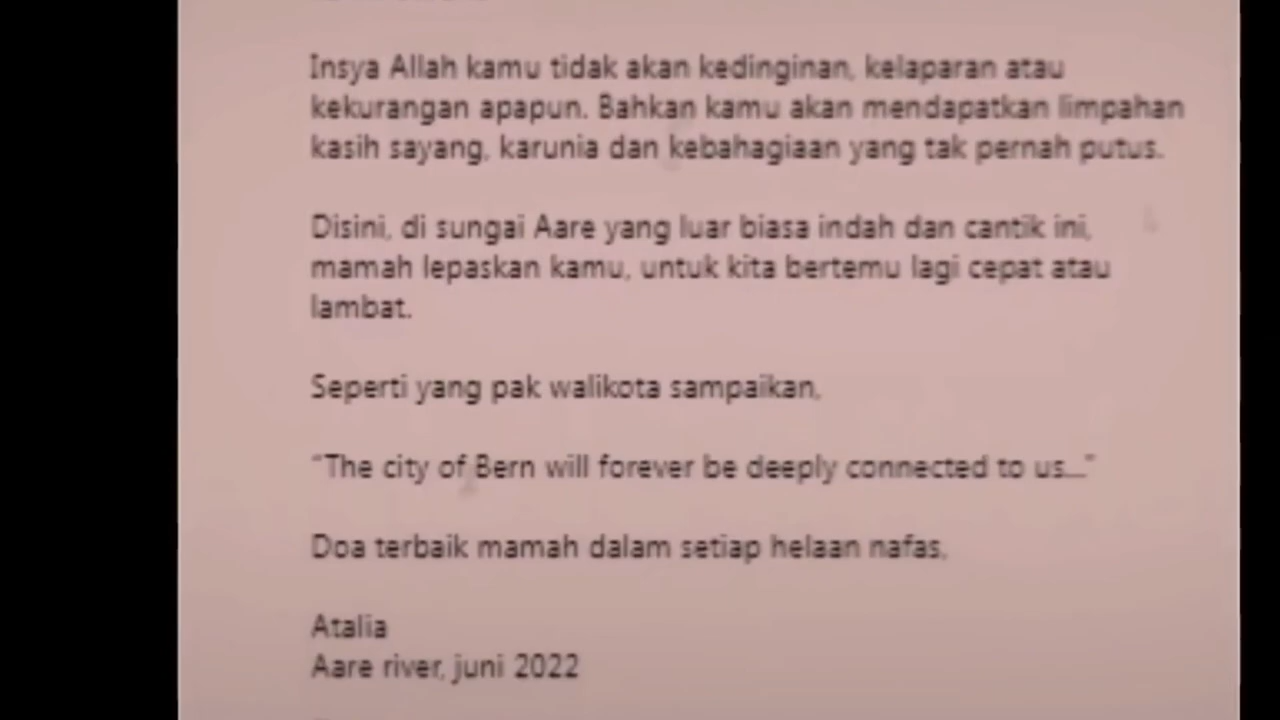 Insya Allah kamu tidak akan kedinginan, kelaparan atau
kekurangan apapun. Bahkan kamu akan mendapatkan limpahan
kasih sayang, karunia dan kebahagiaan yang tak pernah putus.
Disini, di sungai Aare yang luar biasa indah dan cantik ini,
mamah lepaskan kamu, untuk kita bertemu lagi cepat atau
lambat.
Seperti yang pak walikota sampaikan,
“The city of Bern will forever be deeply connected to us...”
Doa terbaik mamah dalam setiap helaan nafas,
Atalia
Aare river, juni 2022